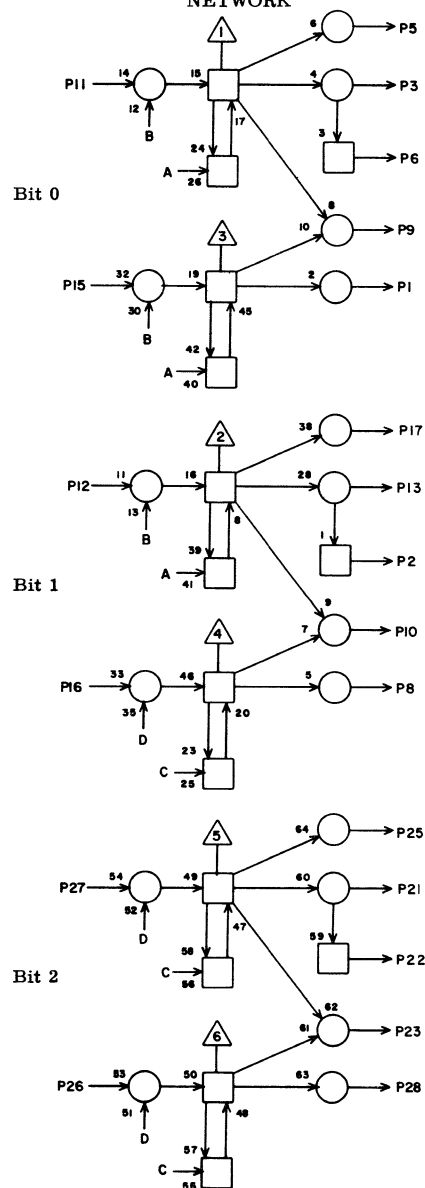 NETWORK
1
6 P5
P11 14 15 4 P3
12 17 3
B 24 P6
A 26
Bit 0
8
3 10 P9
P15 32 19 2 P1
30 45
B 42
A 40
2 38 P17
P12 11 16 28 P13
13 8 1
B 39 P2
A 41
Bit 1
9
4 7 P10
P16 33 46 5 P8
35 20
D 23
C 25
5 64 P25
P27 54 49 60 P21
52 47 59
D 58 P22
C 56
Bit 2
62
6 61 P23
P26 53 50 63 P28
51 48
D 57
C 55